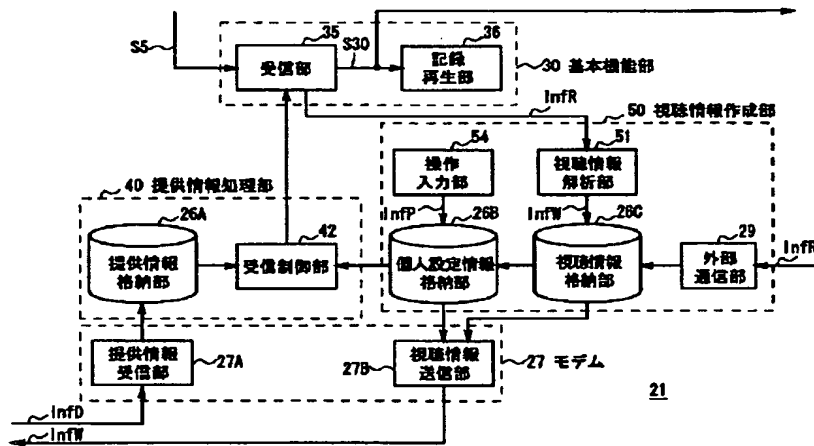 S5
35
受信部
S30
36
記録
再生部
30 基本機能部
InfR
50 視聴情報作成部
54
操作
入力部
51
視聴情報
解析部
40 提供情報処理部
InfP
InfW
26A
提供情報
格納部
42
受信制御部
26B
個人設定情報
格納部
26C
視聴情報
格納部
29
外部
通信部
InfR
提供情報
受信部
27A
27B
視聴情報
送信部
27 モデム
21
InfD
InfW